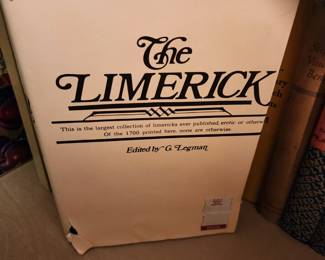 The
LIMERICK
This is the largest collection of limericks ever published, erotic or otherwise.
Of the 1700 printed here, none are otherwise.
Edited by G. Legman